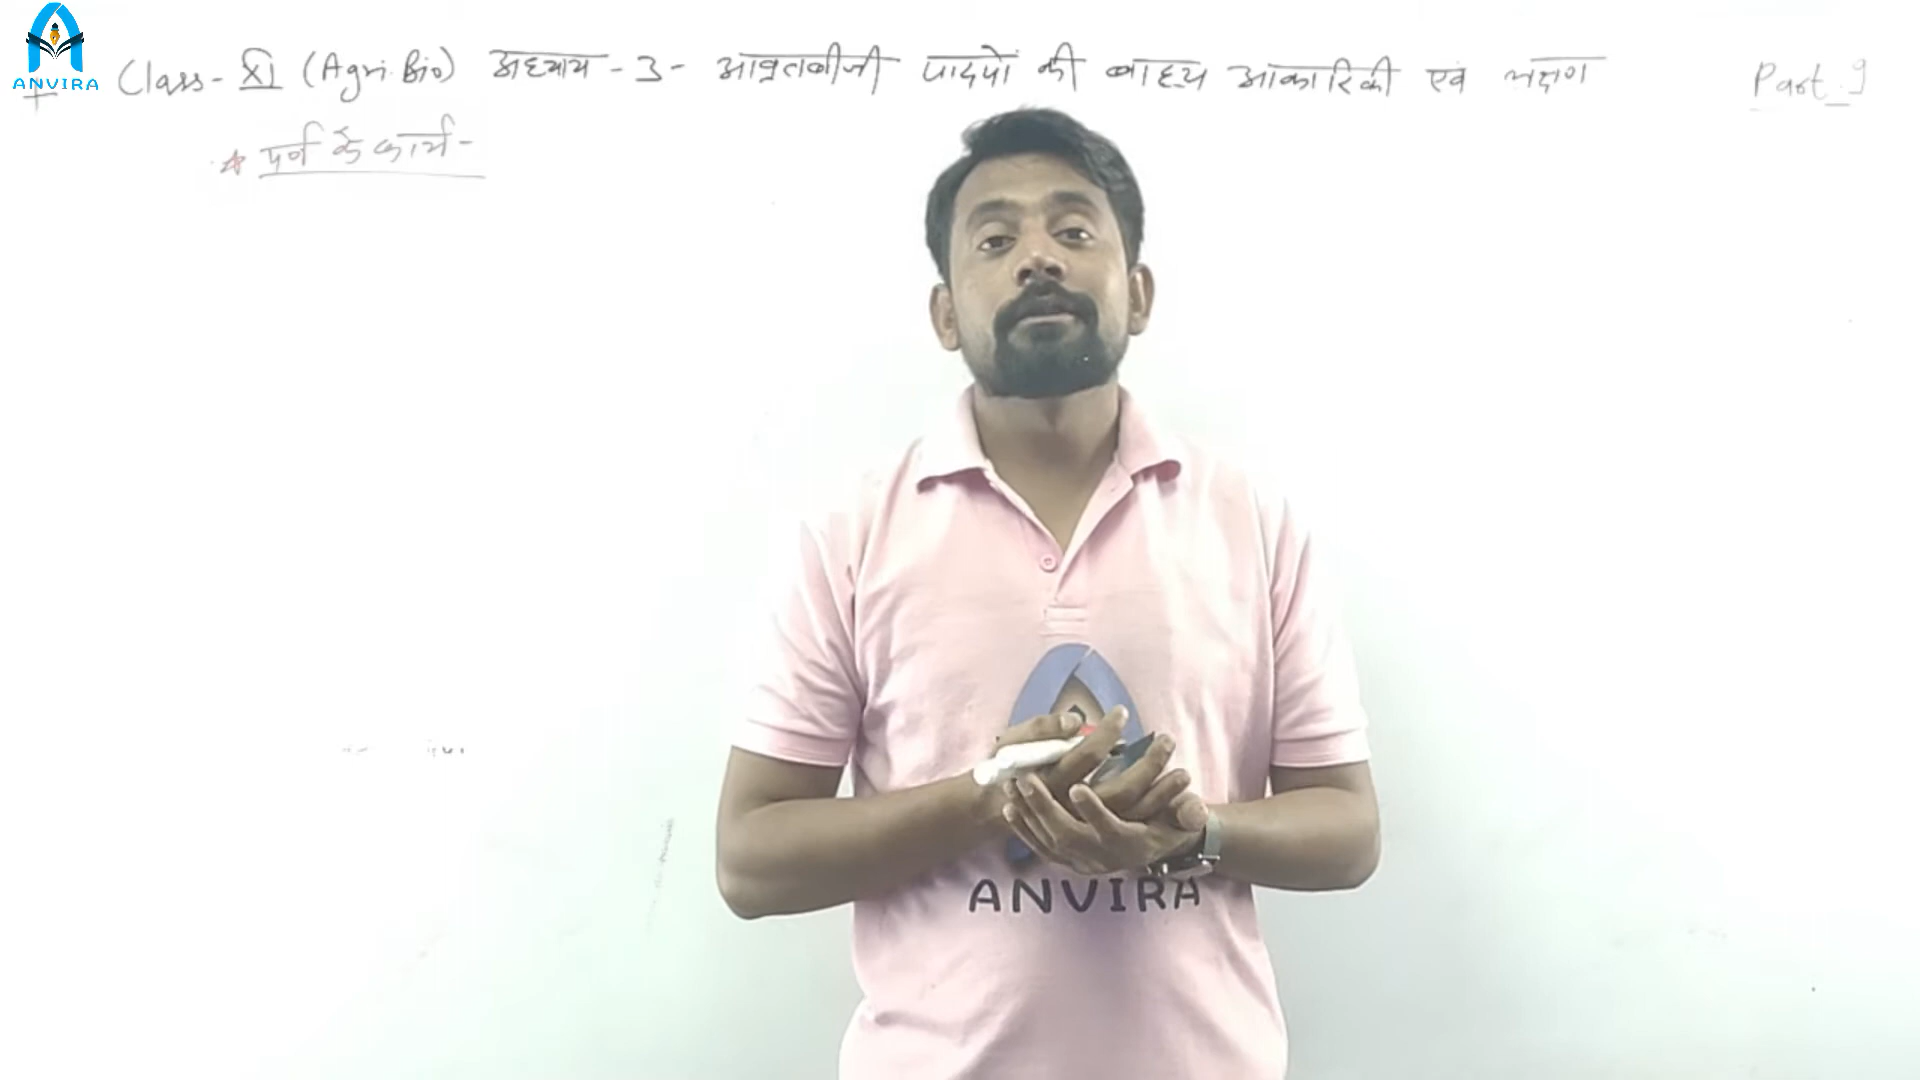 ANVIRA
Class - XI (Agri. Bio) अध्याय - 3 - आवृतबीजी पादपों की बाह्य आकारिकी एवं लक्षण Part_9
* पर्ण के कार्य -
ANVIRA